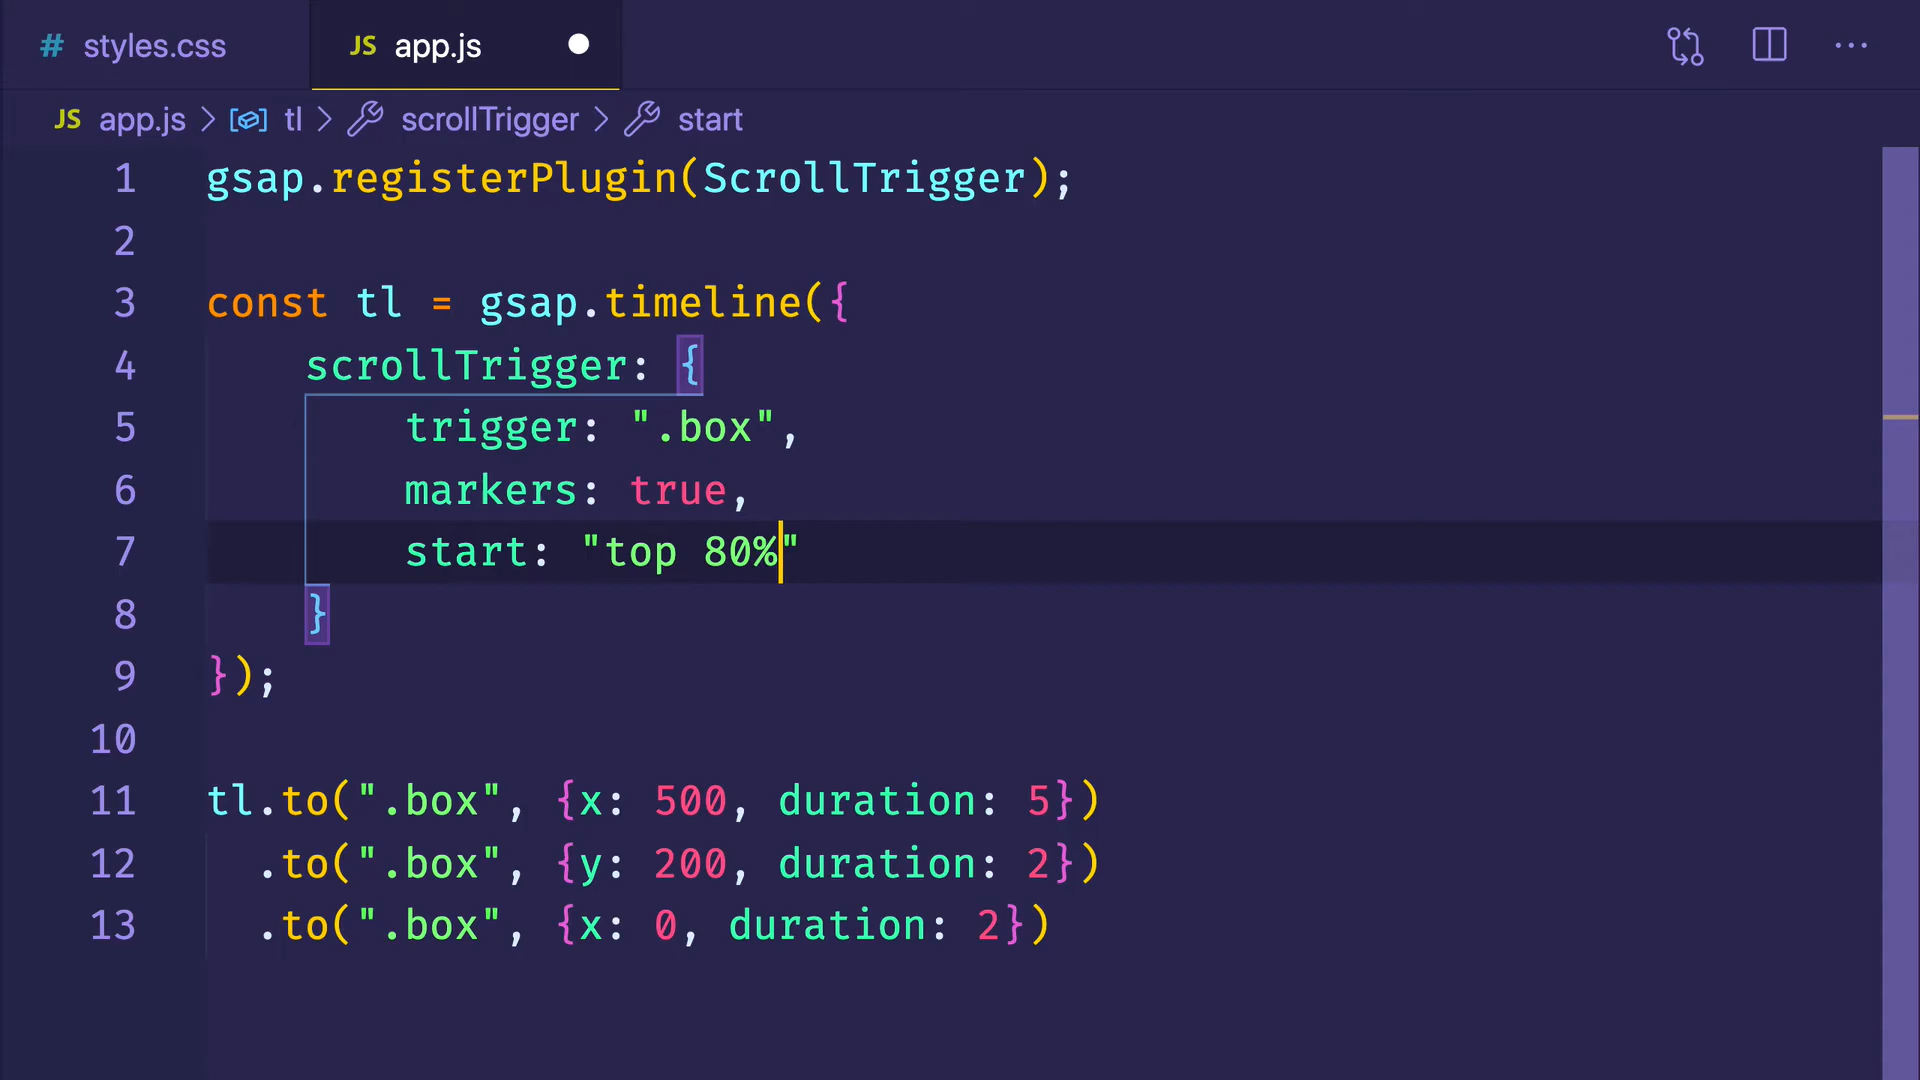 # styles.css JS app.js
JS app.js > tl > scrollTrigger > start
1 gsap.registerPlugin(ScrollTrigger);
2
3 const tl = gsap.timeline({
4 scrollTrigger: {
5 trigger: ".box",
6 markers: true,
7 start: "top 80%"
8 }
9 });
10
11 tl.to(".box", {x: 500, duration: 5})
12 .to(".box", {y: 200, duration: 2})
13 .to(".box", {x: 0, duration: 2})